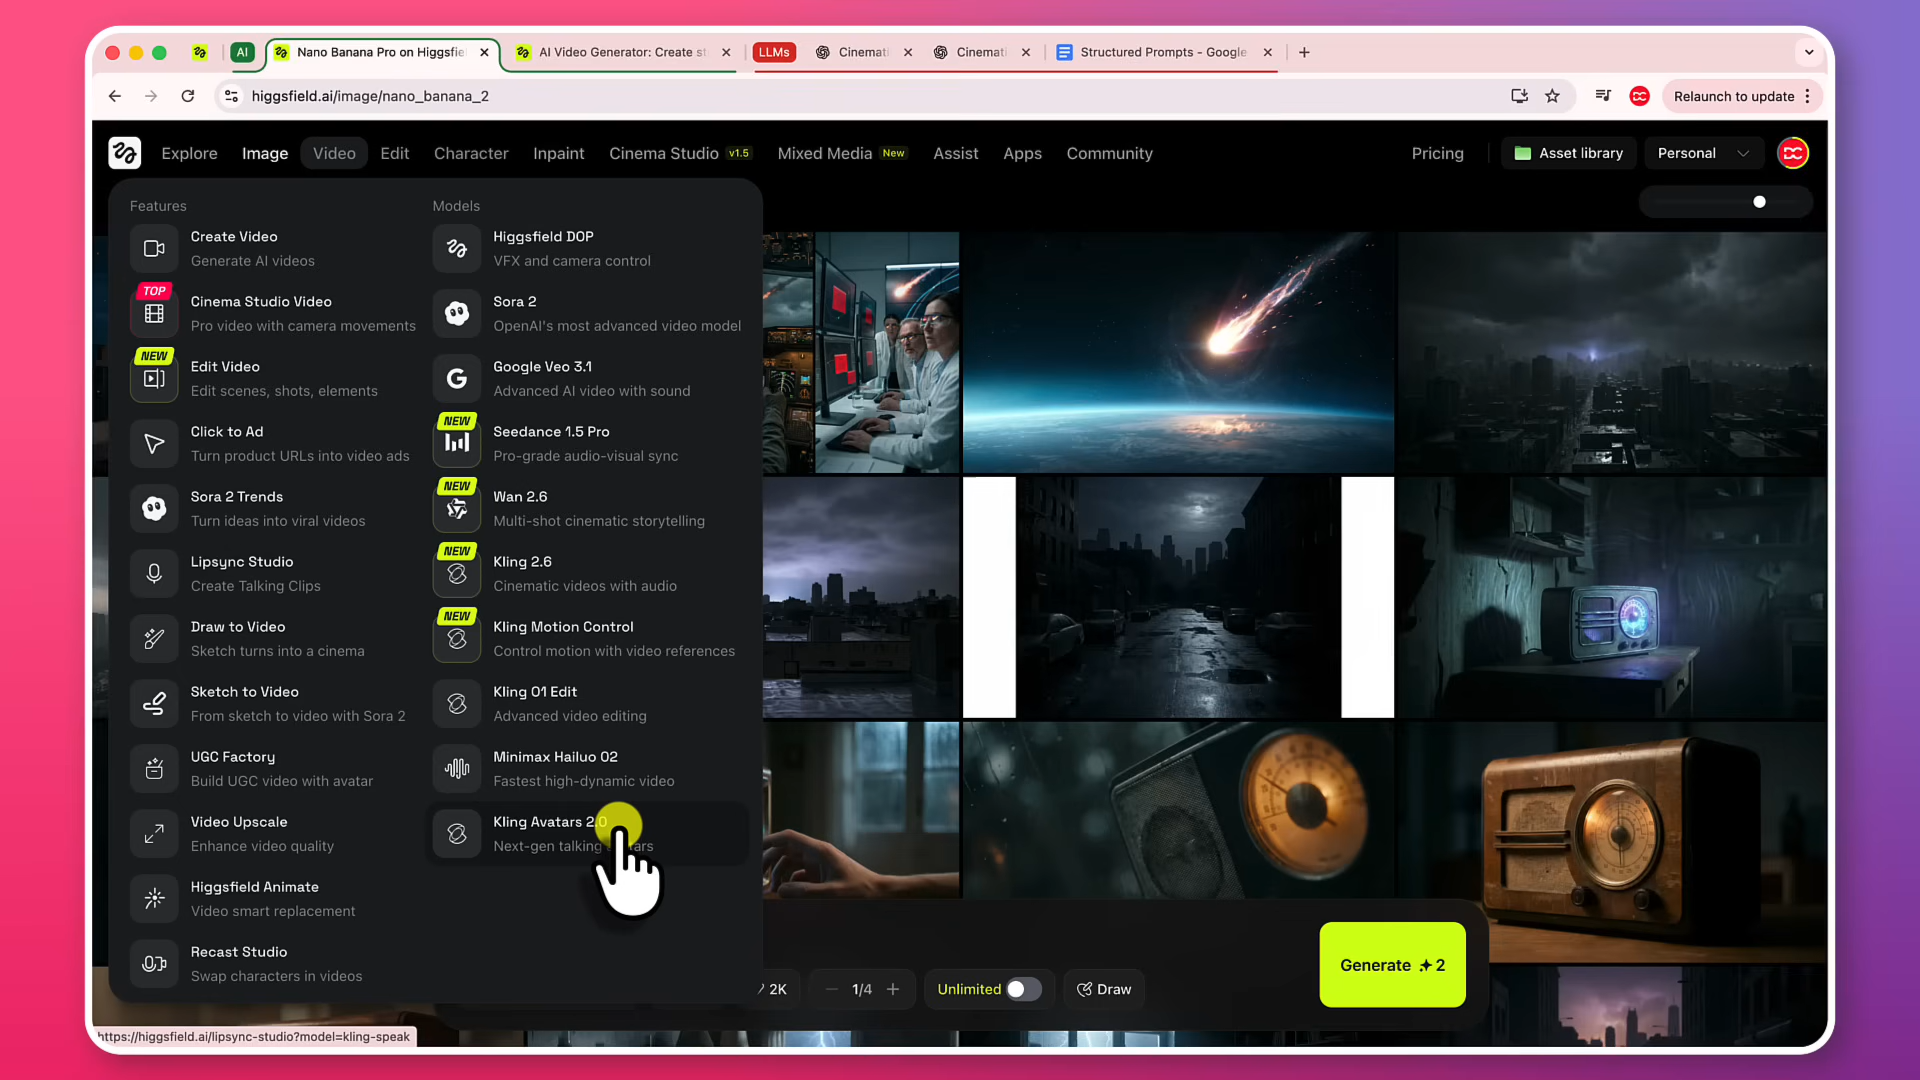 AI
Nano Banana Pro on Higgsfie
AI Video Generator: Create st
LLMs
Cinemati
Cinemati
Structured Prompts - Google
higgsfield.ai/image/nano_banana_2
Relaunch to update
Explore
Image
Video
Edit
Character
Inpaint
Cinema Studio v1.5
Mixed Media New
Assist
Apps
Community
Pricing
Asset library
Personal
DC
Features
Create Video
Generate AI videos
TOP
Cinema Studio Video
Pro video with camera movements
NEW
Edit Video
Edit scenes, shots, elements
Click to Ad
Turn product URLs into video ads
Sora 2 Trends
Turn ideas into viral videos
Lipsync Studio
Create Talking Clips
Draw to Video
Sketch turns into a cinema
Sketch to Video
From sketch to video with Sora 2
UGC Factory
Build UGC video with avatar
Video Upscale
Enhance video quality
Higgsfield Animate
Video smart replacement
Recast Studio
Swap characters in videos
Models
Higgsfield DOP
VFX and camera control
Sora 2
OpenAI's most advanced video model
Google Veo 3.1
Advanced AI video with sound
NEW
Seedance 1.5 Pro
Pro-grade audio-visual sync
NEW
Wan 2.6
Multi-shot cinematic storytelling
NEW
Kling 2.6
Cinematic videos with audio
NEW
Kling Motion Control
Control motion with video references
Kling O1 Edit
Advanced video editing
Minimax Hailuo 02
Fastest high-dynamic video
Kling Avatars 2.0
Next-gen talking
2K
1/4
Unlimited
Draw
Generate 2
https://higgsfield.ai/lipsync-studio?model=kling-speak